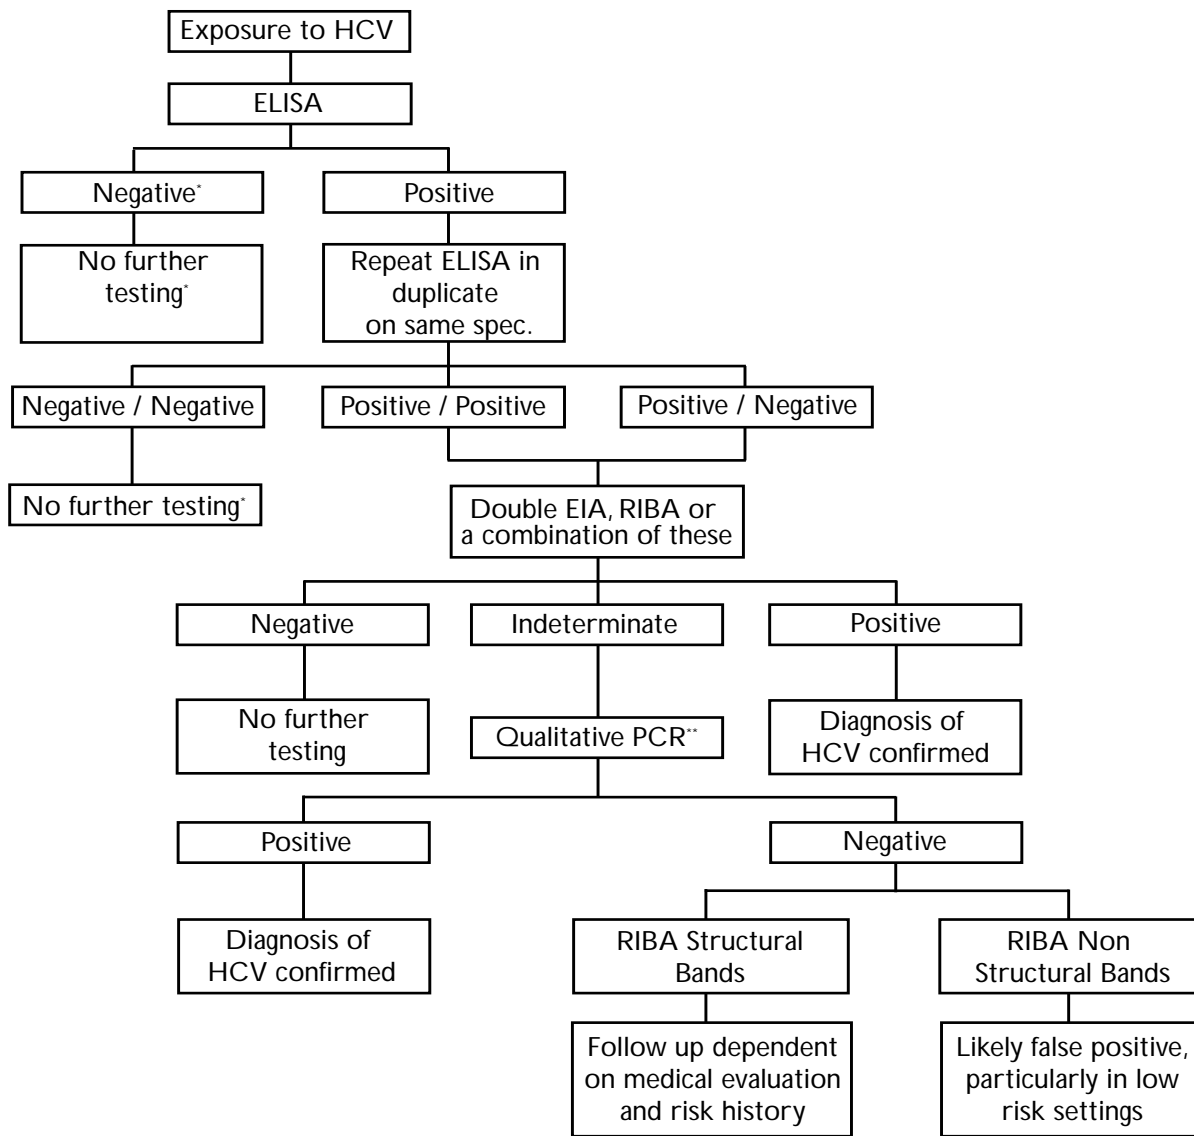 Exposure to HCV
ELISA
Negative*
Positive
No further
testing*
Repeat ELISA in
duplicate
on same spec.
Negative / Negative
Positive / Positive
Positive / Negative
No further testing*
Double EIA, RIBA or
a combination of these
Negative
Indeterminate
Positive
No further
testing
Qualitative PCR**
Diagnosis of
HCV confirmed
Positive
Negative
Diagnosis of
HCV confirmed
RIBA Structural
Bands
RIBA Non
Structural Bands
Follow up dependent
on medical evaluation
and risk history
Likely false positive,
particularly in low
risk settings